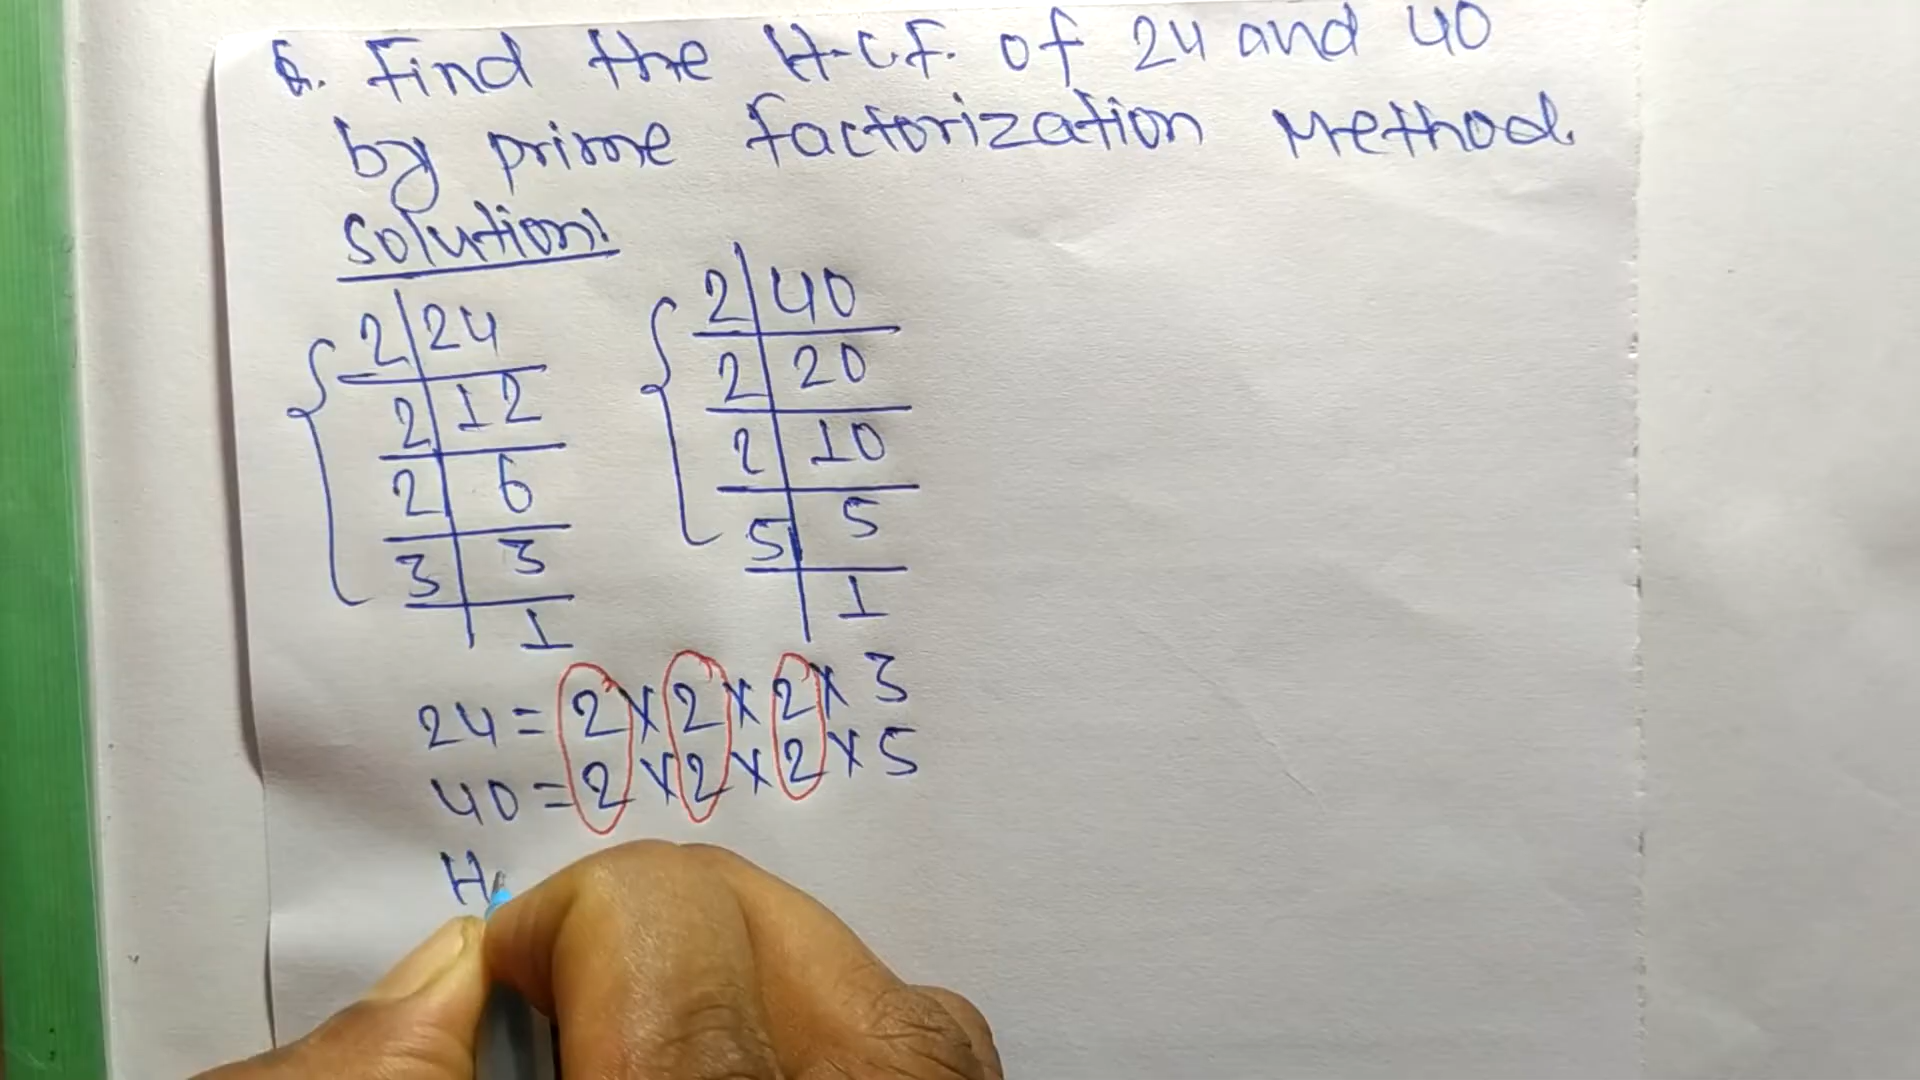 Q. Find the H.C.F. of 24 and 40
by prime factorization Method.
Solution:
2 | 24
2 | 12
2 | 6
3 | 3
1
2 | 40
2 | 20
2 | 10
5 | 5
1
24 = 2 × 2 × 2 × 3
40 = 2 × 2 × 2 × 5
H